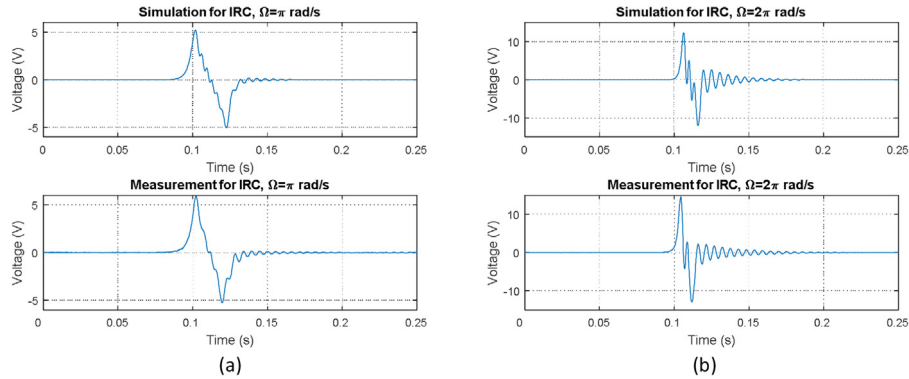 Simulation for IRC, Ω=π rad/s
Voltage (V)
5
0
-5
0 0.05 0.1 0.15 0.2 0.25
Time (s)
Measurement for IRC, Ω=π rad/s
Voltage (V)
5
0
-5
0 0.05 0.1 0.15 0.2 0.25
Time (s)
(a)
Simulation for IRC, Ω=2π rad/s
Voltage (V)
10
0
-10
0 0.05 0.1 0.15 0.2 0.25
Time (s)
Measurement for IRC, Ω=2π rad/s
Voltage (V)
10
0
-10
0 0.05 0.1 0.15 0.2 0.25
Time (s)
(b)